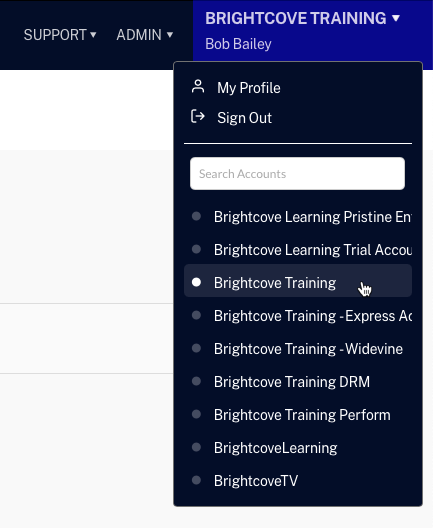 SUPPORT ▼ ADMIN ▼ BRIGHTCOVE TRAINING ▼
Bob Bailey
My Profile
Sign Out
Search Accounts
Brightcove Learning Pristine En
Brightcove Learning Trial Accou
Brightcove Training
Brightcove Training - Express Ac
Brightcove Training - Widevine
Brightcove Training DRM
Brightcove Training Perform
BrightcoveLearning
BrightcoveTV